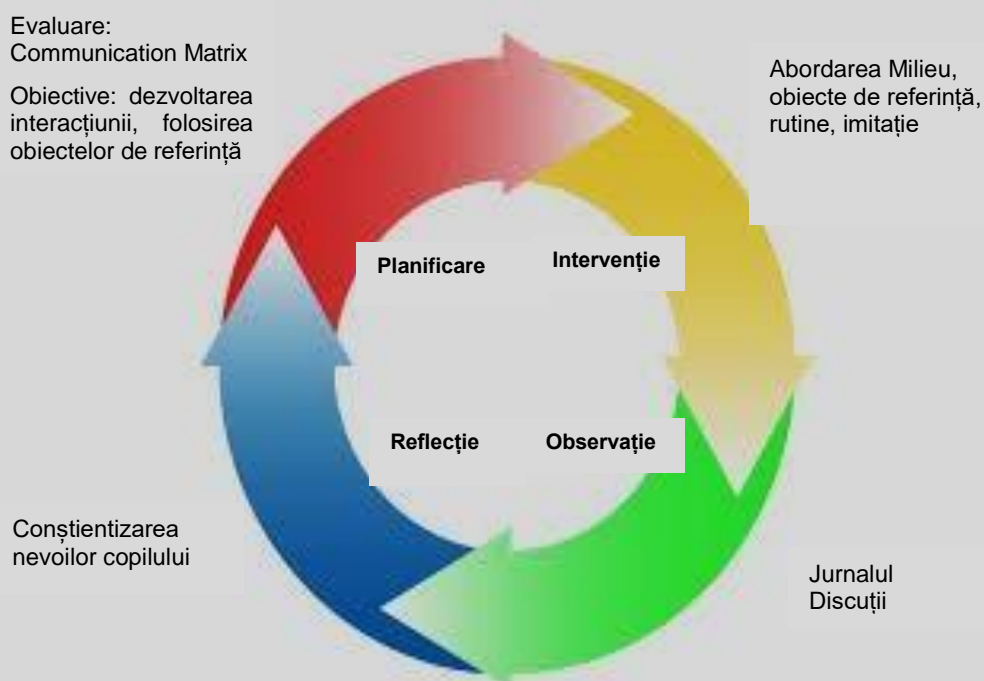 Evaluare:
Communication Matrix
Obiective: dezvoltarea
interacțiunii, folosirea
obiectelor de referință
Abordarea Milieu,
obiecte de referință,
rutine, imitație
Planificare
Intervenție
Reflecție
Observație
Conștientizarea
nevoilor copilului
Jurnalul
Discuții